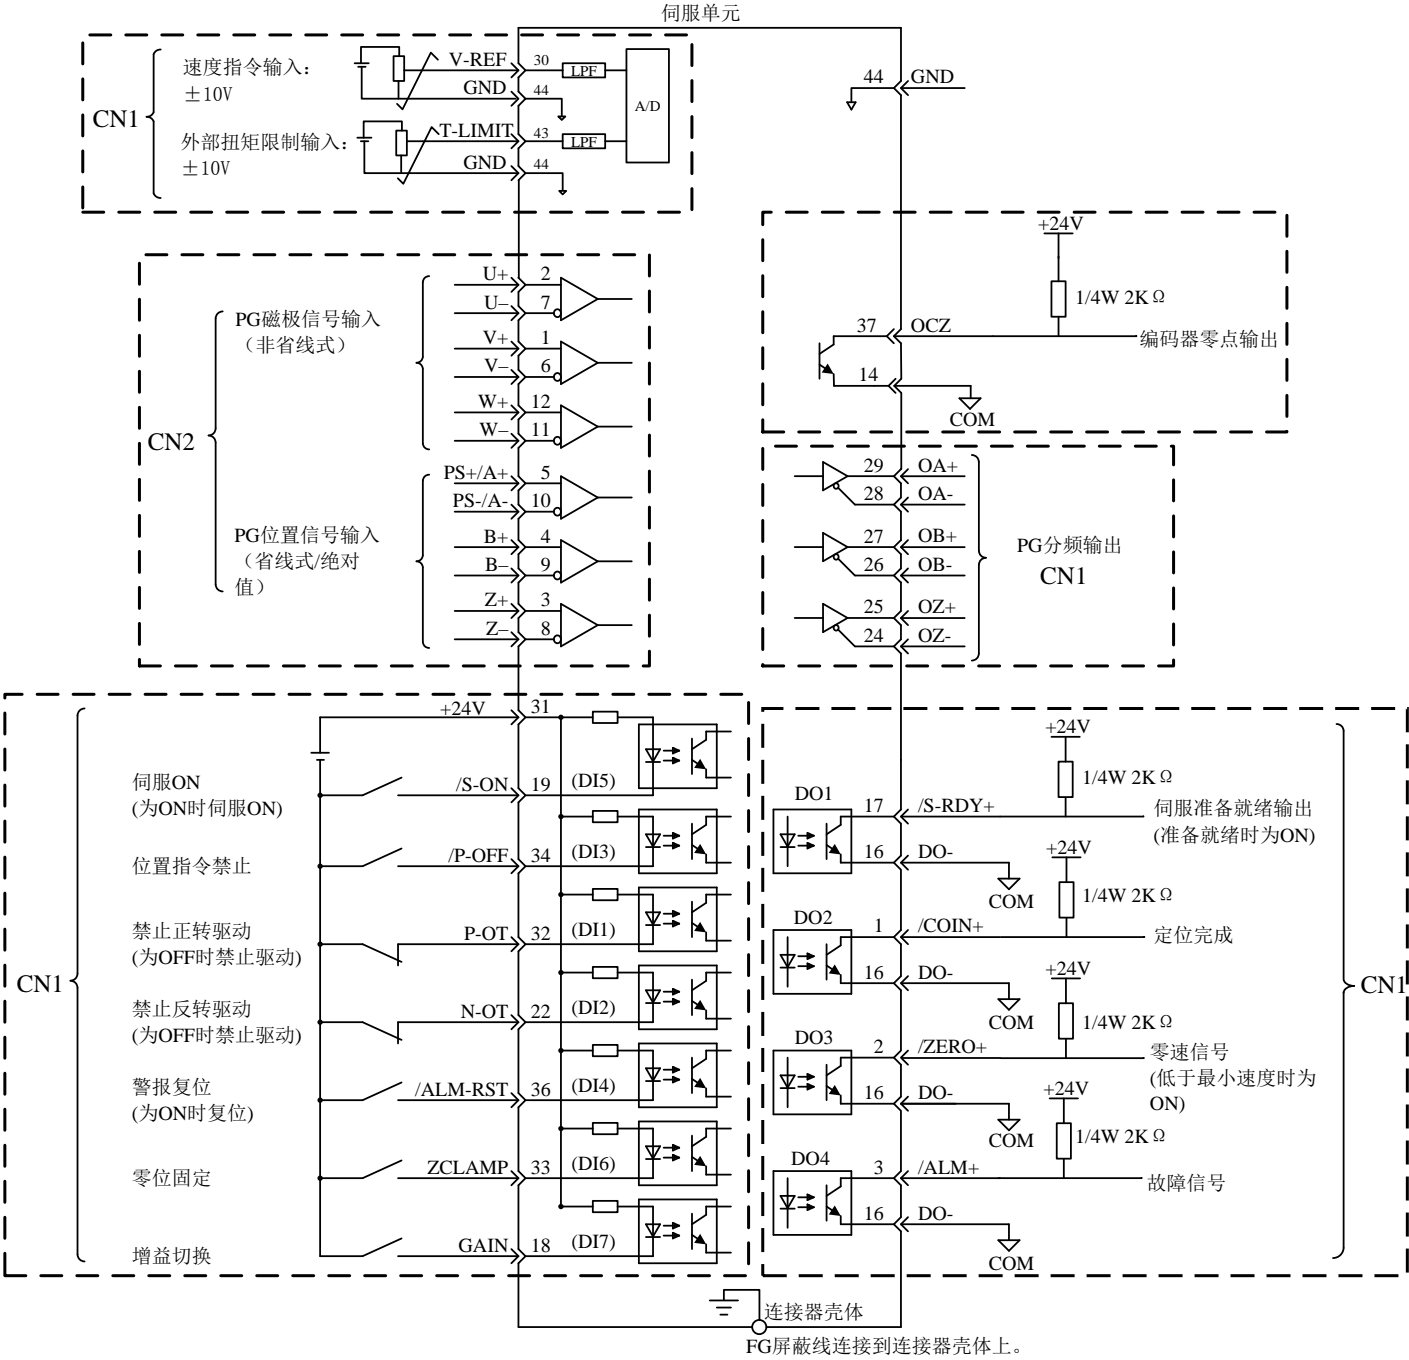 伺服单元
CN1
速度指令输入：
±10V
V-REF
30
LPF
GND
44
A/D
外部扭矩限制输入：
±10V
T-LIMIT
43
LPF
GND
44
44
GND
+24V
1/4W 2KΩ
37
OCZ
编码器零点输出
14
COM
CN2
PG磁极信号输入
（非省线式）
U+
2
U−
7
V+
1
V−
6
W+
12
W−
11
PG位置信号输入
（省线式/绝对
值）
PS+/A+
5
PS-/A-
10
B+
4
B−
9
Z+
3
Z−
8
29
OA+
28
OA-
27
OB+
26
OB-
25
OZ+
24
OZ-
PG分频输出
CN1
CN1
+24V
31
伺服ON
(为ON时伺服ON)
/S-ON
19
(DI5)
位置指令禁止
/P-OFF
34
(DI3)
禁止正转驱动
(为OFF时禁止驱动)
P-OT
32
(DI1)
禁止反转驱动
(为OFF时禁止驱动)
N-OT
22
(DI2)
警报复位
(为ON时复位)
/ALM-RST
36
(DI4)
零位固定
ZCLAMP
33
(DI6)
增益切换
GAIN
18
(DI7)
+24V
1/4W 2KΩ
DO1
17
/S-RDY+
伺服准备就绪输出
(准备就绪时为ON)
16
DO-
COM
+24V
1/4W 2KΩ
DO2
1
/COIN+
定位完成
16
DO-
COM
+24V
1/4W 2KΩ
DO3
2
/ZERO+
零速信号
(低于最小速度时为
ON)
16
DO-
COM
+24V
1/4W 2KΩ
DO4
3
/ALM+
故障信号
16
DO-
COM
CN1
连接器壳体
FG屏蔽线连接到连接器壳体上。